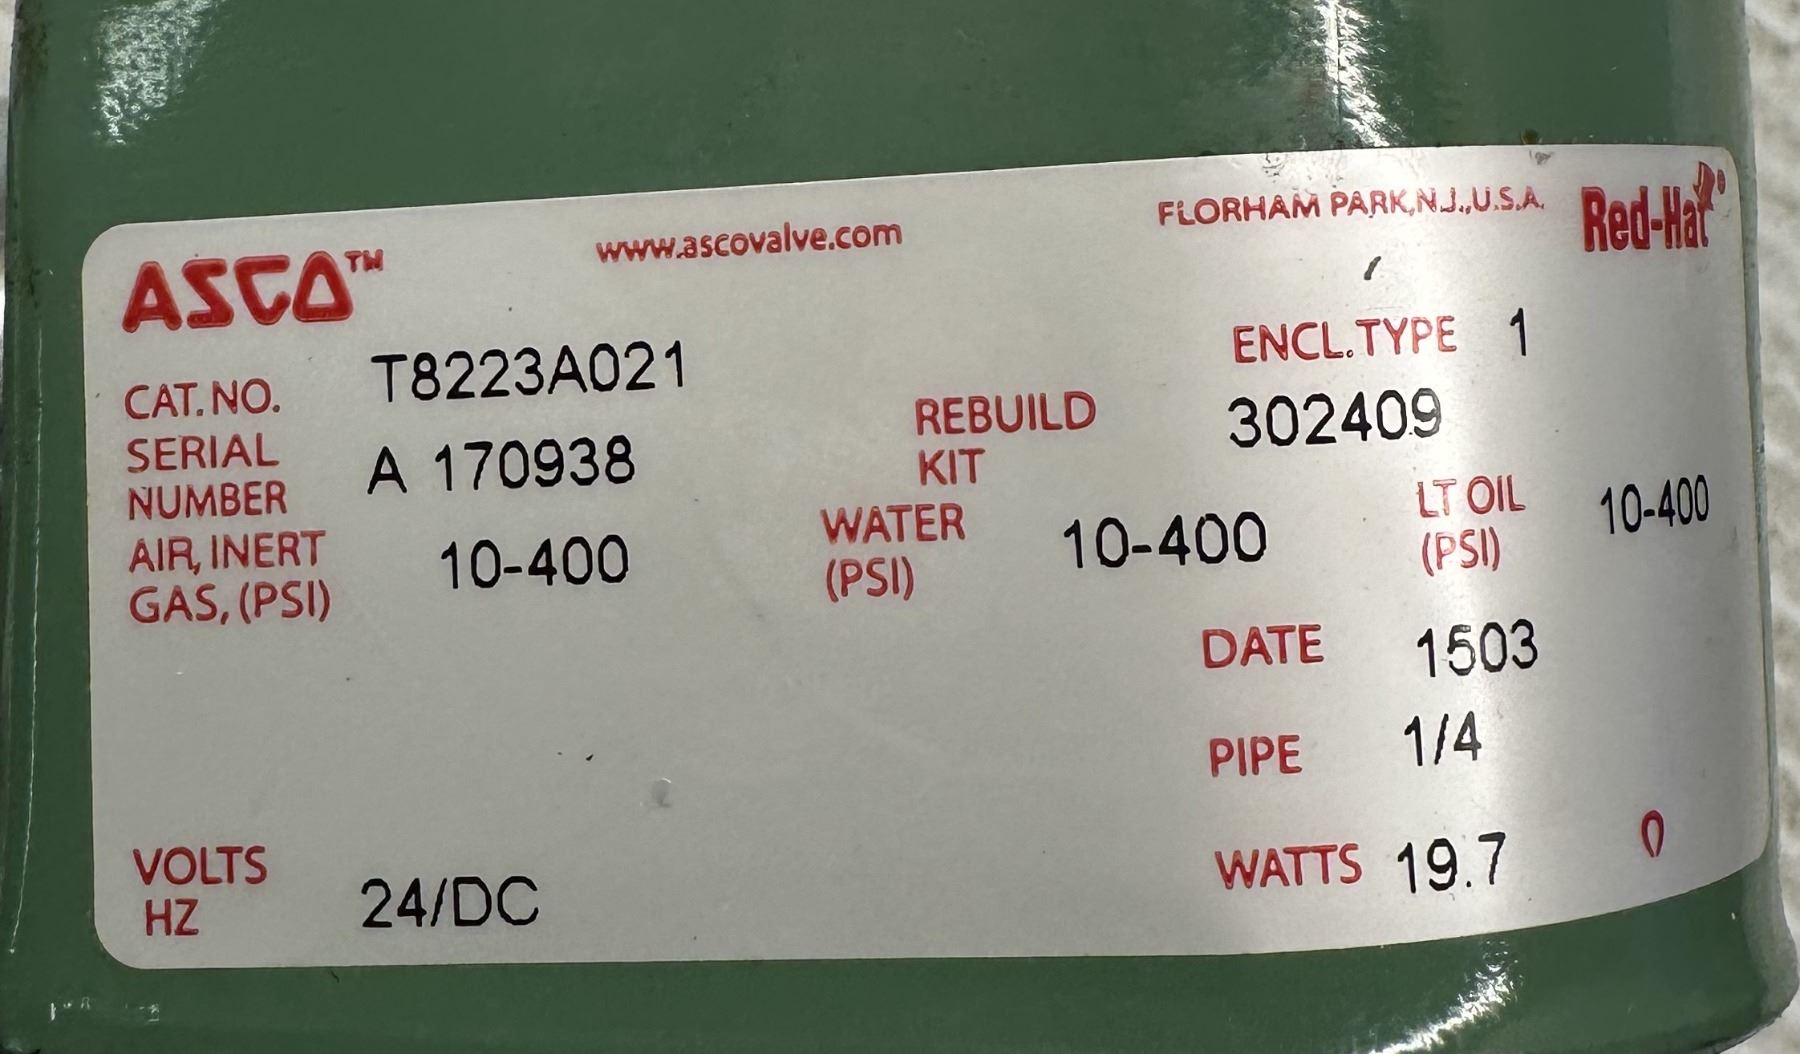 ASCO™ www.ascovalve.com FLORHAM PARK, N.J., U.S.A. Red-Hat
ENCL. TYPE 1
CAT. NO. T8223A021
REBUILD KIT 302409
SERIAL NUMBER A 170938
AIR, INERT GAS, (PSI) 10-400
WATER (PSI) 10-400
LT OIL (PSI) 10-400
DATE 1503
PIPE 1/4
WATTS 19.7
VOLTS HZ 24/DC